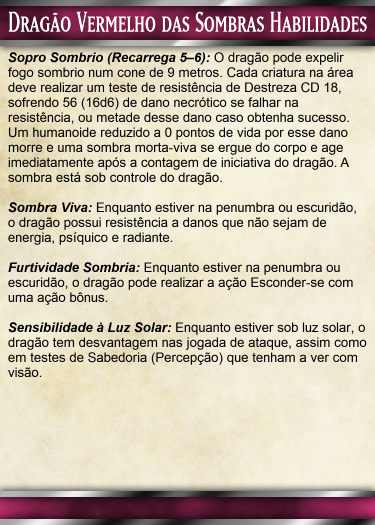 Dragão Vermelho das Sombras Habilidades
Sopro Sombrio (Recarrega 5–6): O dragão pode expelir
fogo sombrio num cone de 9 metros. Cada criatura na área
deve realizar um teste de resistência de Destreza CD 18,
sofrendo 56 (16d6) de dano necrótico se falhar na
resistência, ou metade desse dano caso obtenha sucesso.
Um humanoide reduzido a 0 pontos de vida por esse dano
morre e uma sombra morta-viva se ergue do corpo e age
imediatamente após a contagem de iniciativa do dragão. A
sombra está sob controle do dragão.
Sombra Viva: Enquanto estiver na penumbra ou escuridão,
o dragão possui resistência a danos que não sejam de
energia, psíquico e radiante.
Furtividade Sombria: Enquanto estiver na penumbra ou
escuridão, o dragão pode realizar a ação Esconder-se com
uma ação bônus.
Sensibilidade à Luz Solar: Enquanto estiver sob luz solar, o
dragão tem desvantagem nas jogada de ataque, assim como
em testes de Sabedoria (Percepção) que tenham a ver com
visão.